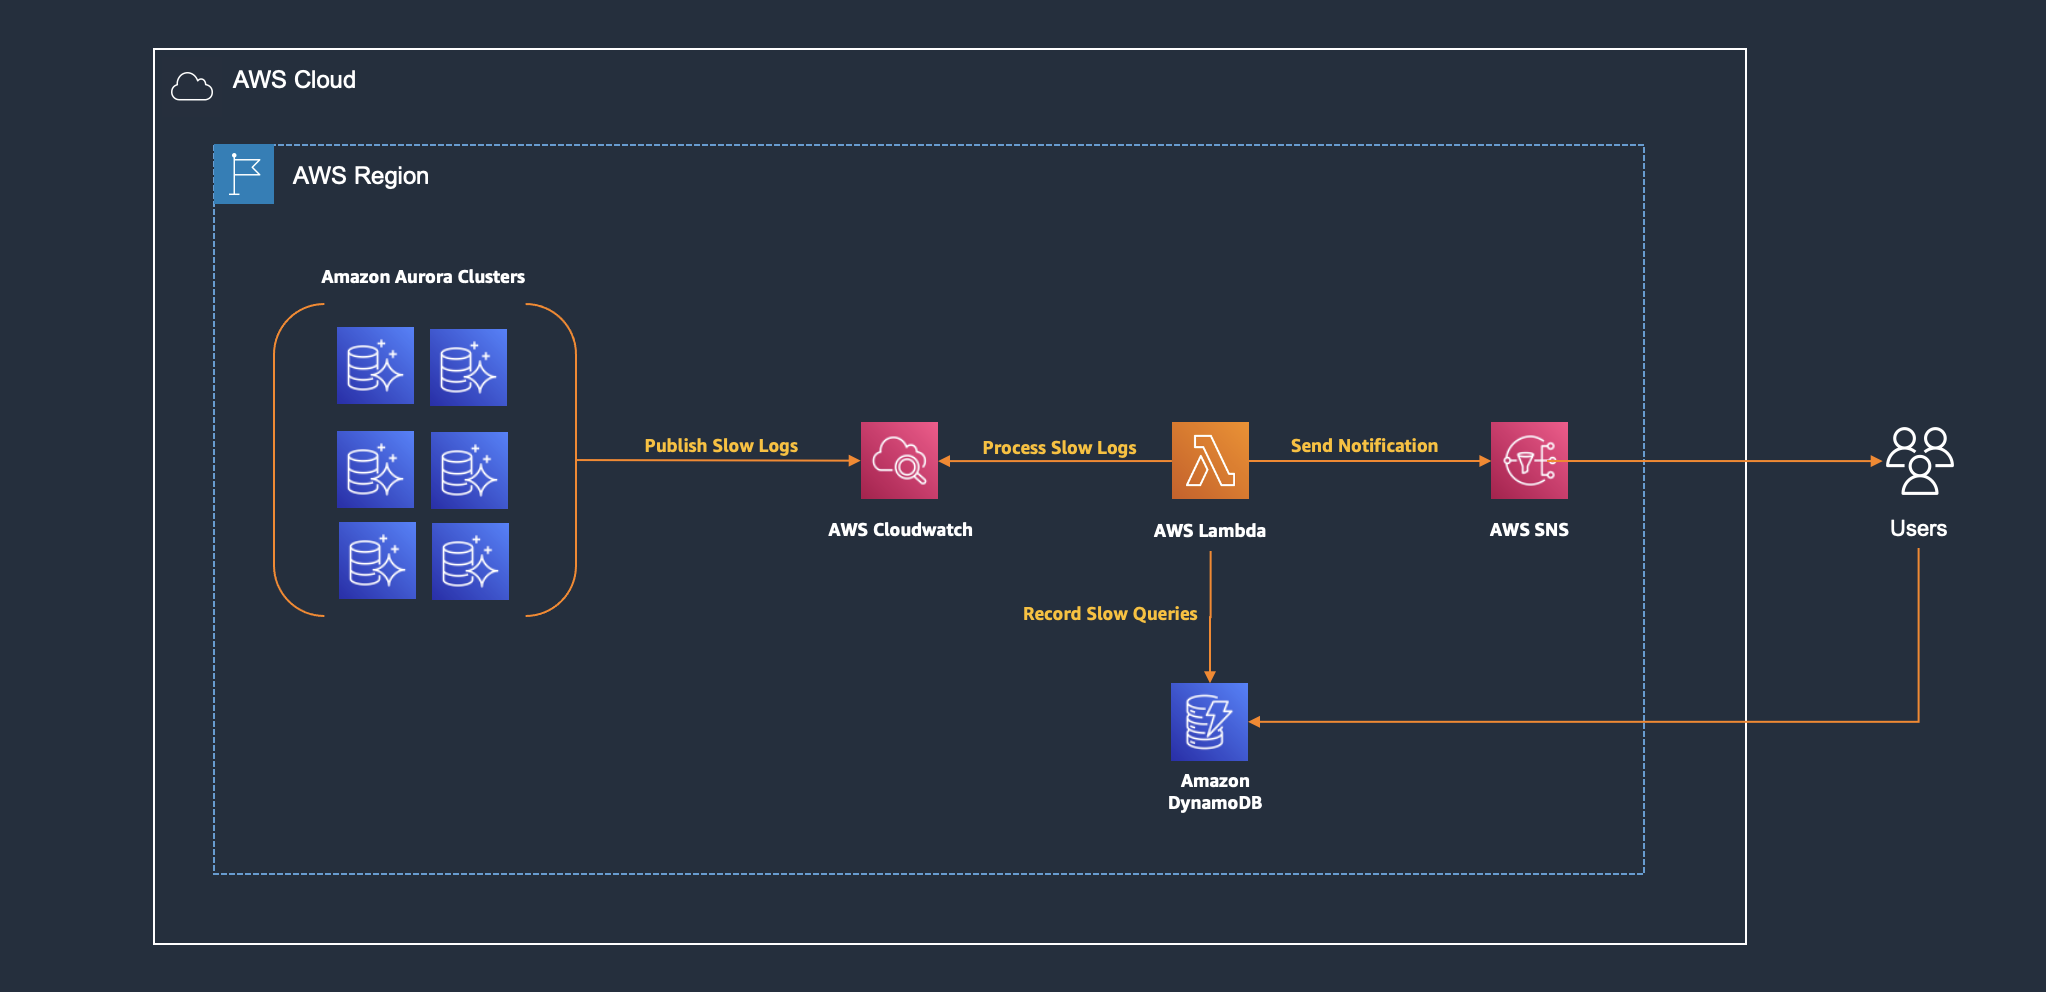 AWS Cloud
AWS Region
Amazon Aurora Clusters
Publish Slow Logs
Process Slow Logs
Send Notification
AWS Cloudwatch
AWS Lambda
AWS SNS
Users
Record Slow Queries
Amazon
DynamoDB